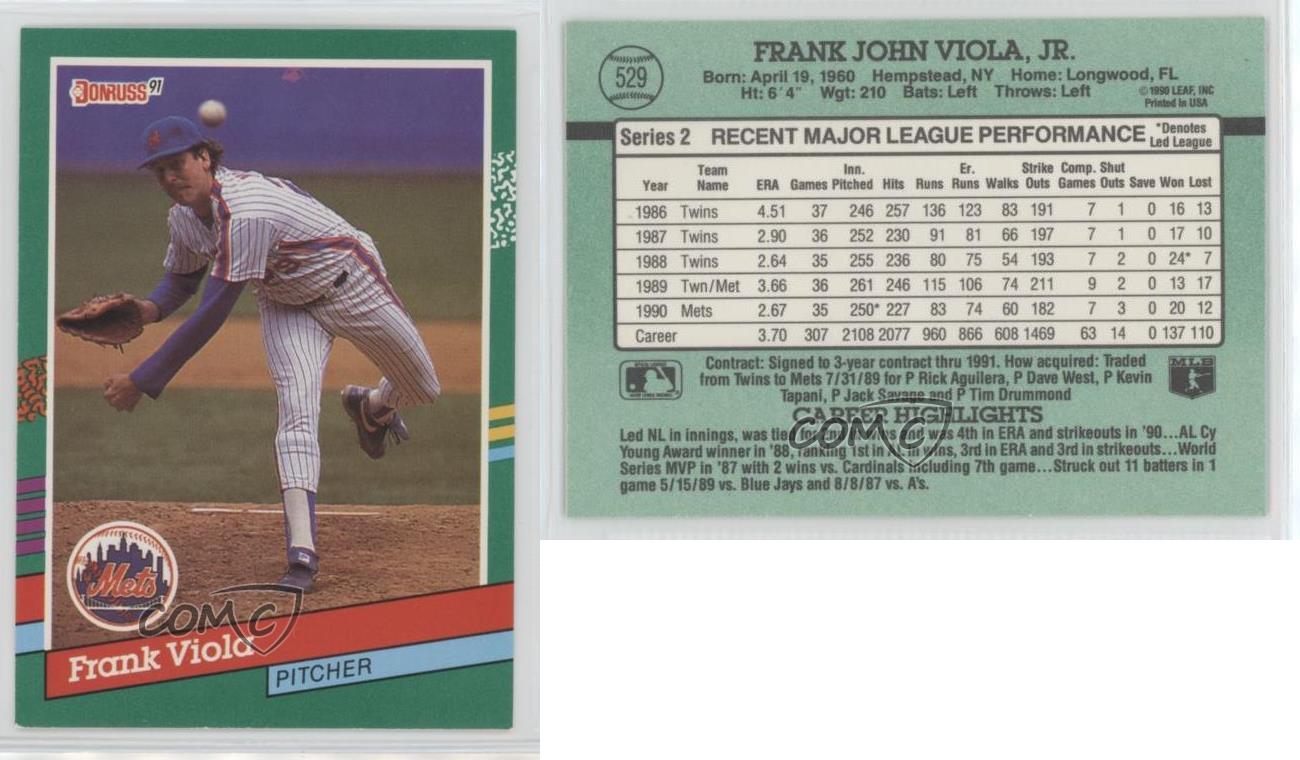 DONRUSS 91
Mets
COMC
Frank Viola
PITCHER
529
FRANK JOHN VIOLA, JR.
Born: April 19, 1960 Hempstead, NY Home: Longwood, FL
Ht: 6'4" Wgt: 210 Bats: Left Throws: Left
© 1990 LEAF, INC
Printed in USA
Series 2 RECENT MAJOR LEAGUE PERFORMANCE *Denotes Led League
Year Team Name ERA Games Inn. Pitched Hits Runs Er. Runs Walks Strike Outs Comp. Games Shut Outs Save Won Lost
1986 Twins 4.51 37 246 257 136 123 83 191 7 1 0 16 13
1987 Twins 2.90 36 252 230 91 81 66 197 7 1 0 17 10
1988 Twins 2.64 35 255 236 80 75 54 193 7 2 0 24* 7
1989 Twn/Met 3.66 36 261 246 115 106 74 211 9 2 0 13 17
1990 Mets 2.67 35 250* 227 83 74 60 182 7 3 0 20 12
Career 3.70 307 2108 2077 960 866 608 1469 63 14 0 137 110
Contract: Signed to 3-year contract thru 1991. How acquired: Traded
from Twins to Mets 7/31/89 for P Rick Aguilera, P Dave West, P Kevin
Tapani, P Jack Savage and P Tim Drummond
MLB
CAREER HIGHLIGHTS
COMC
Led NL in innings, was tied for wins and was 4th in ERA and strikeouts in '90...AL Cy
Young Award winner in '88, ranking 1st in wins, 3rd in ERA and 3rd in strikeouts...World
Series MVP in '87 with 2 wins vs. Cardinals including 7th game...Struck out 11 batters in 1
game 5/15/89 vs. Blue Jays and 8/8/87 vs. A's.